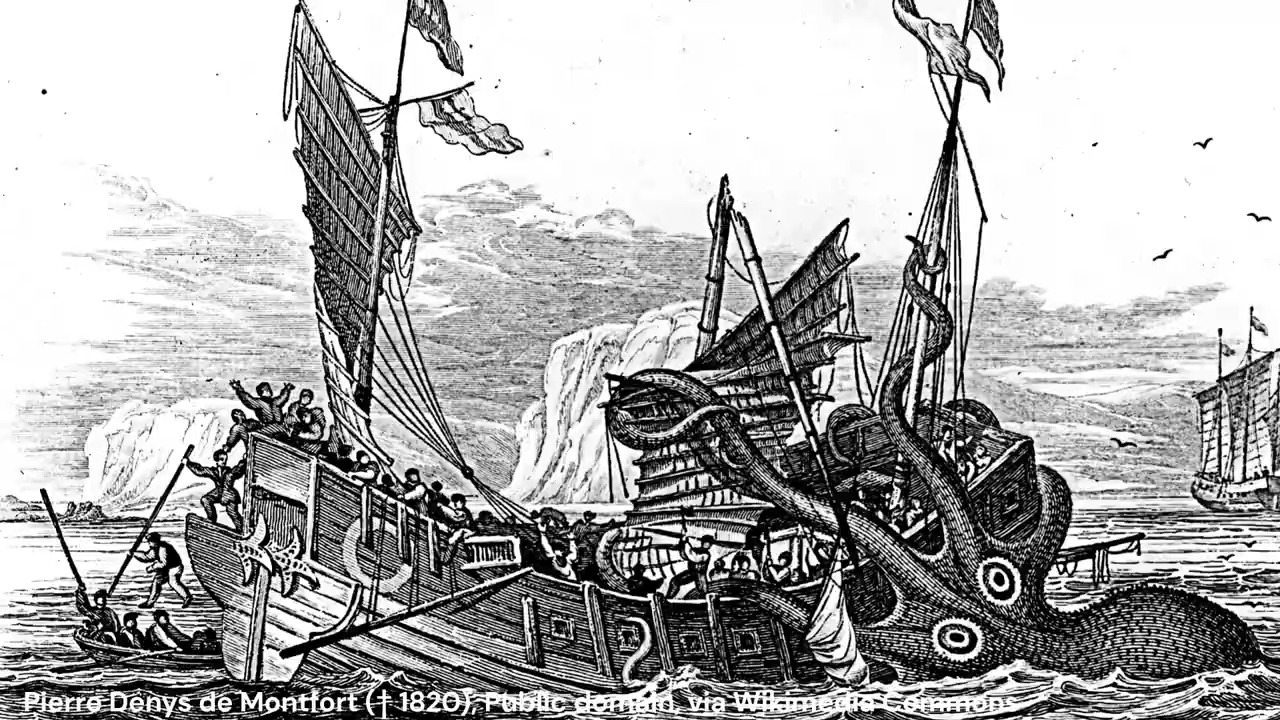 Pierre Denys de Montfort († 1820), Public domain, via Wikimedia Commons